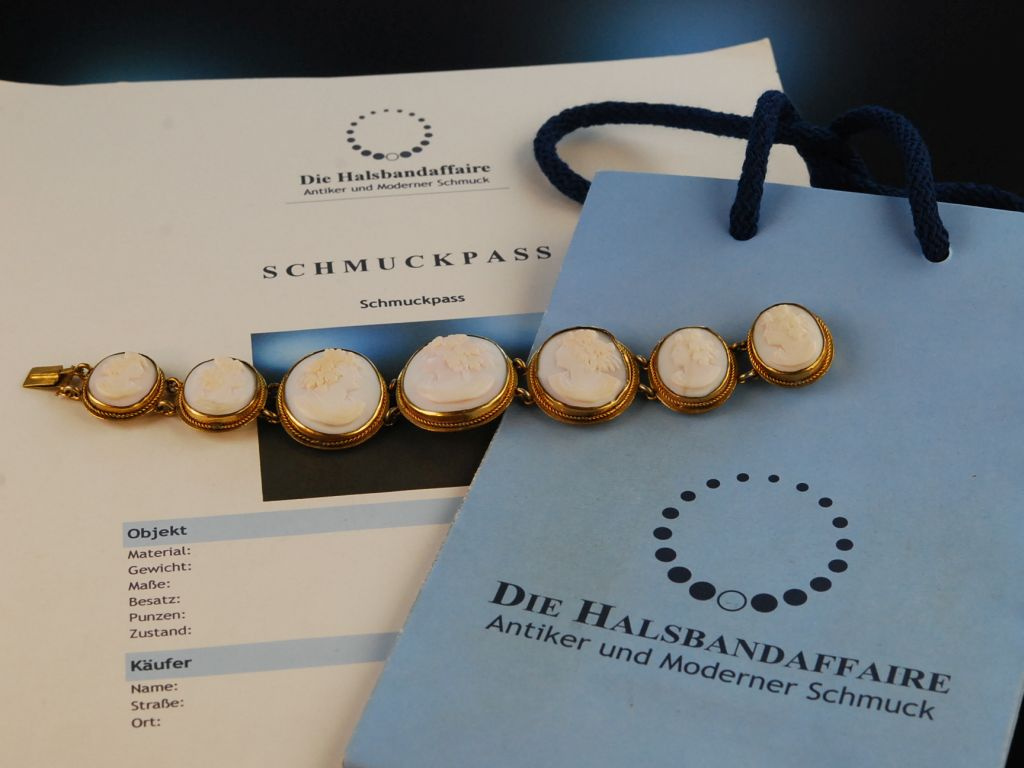 Die Halsbandaffaire
Antiker und Moderner Schmuck
SCHMUCKPASS
Schmuckpass
Objekt
Material:
Gewicht:
Maße:
Besatz:
Punzen:
Zustand:
Käufer
Name:
Straße:
Ort:
DIE HALSBANDAFFAIRE
Antiker und Moderner Schmuck